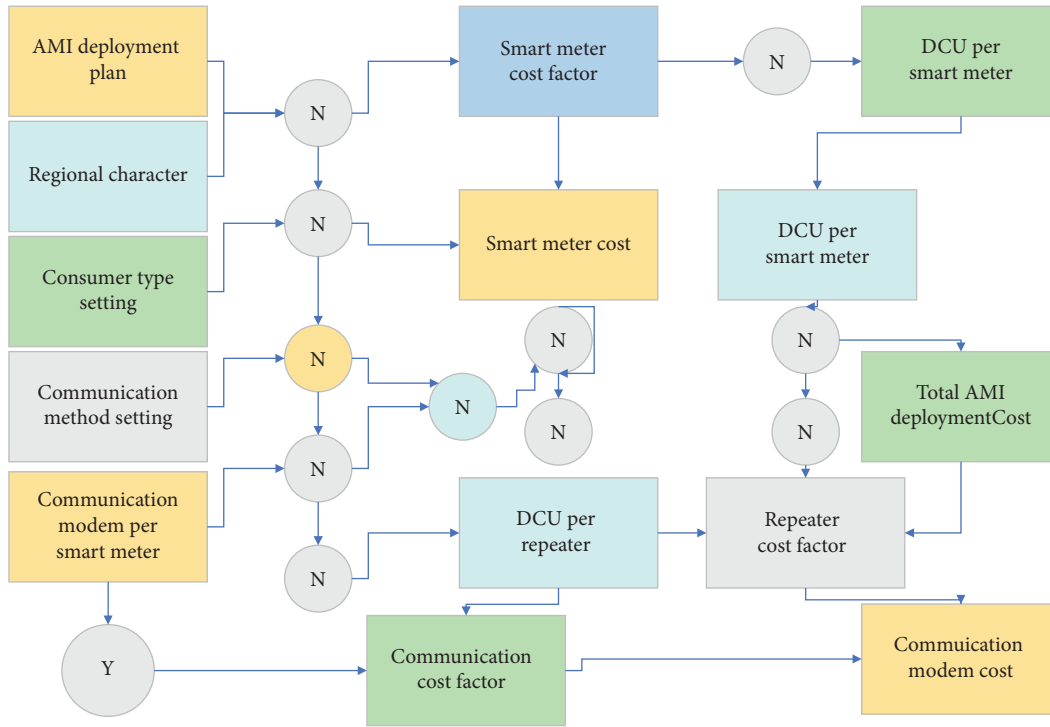 AMI deployment
plan
Smart meter
cost factor
N
DCU per
smart meter
N
Regional character
N
Smart meter cost
DCU per
smart meter
Consumer type
setting
N
N
N
Communication
method setting
N
N
N
Total AMI
deploymentCost
N
Communication
modem per
smart meter
N
DCU per
repeater
Repeater
cost factor
Y
Communication
cost factor
Commuication
modem cost